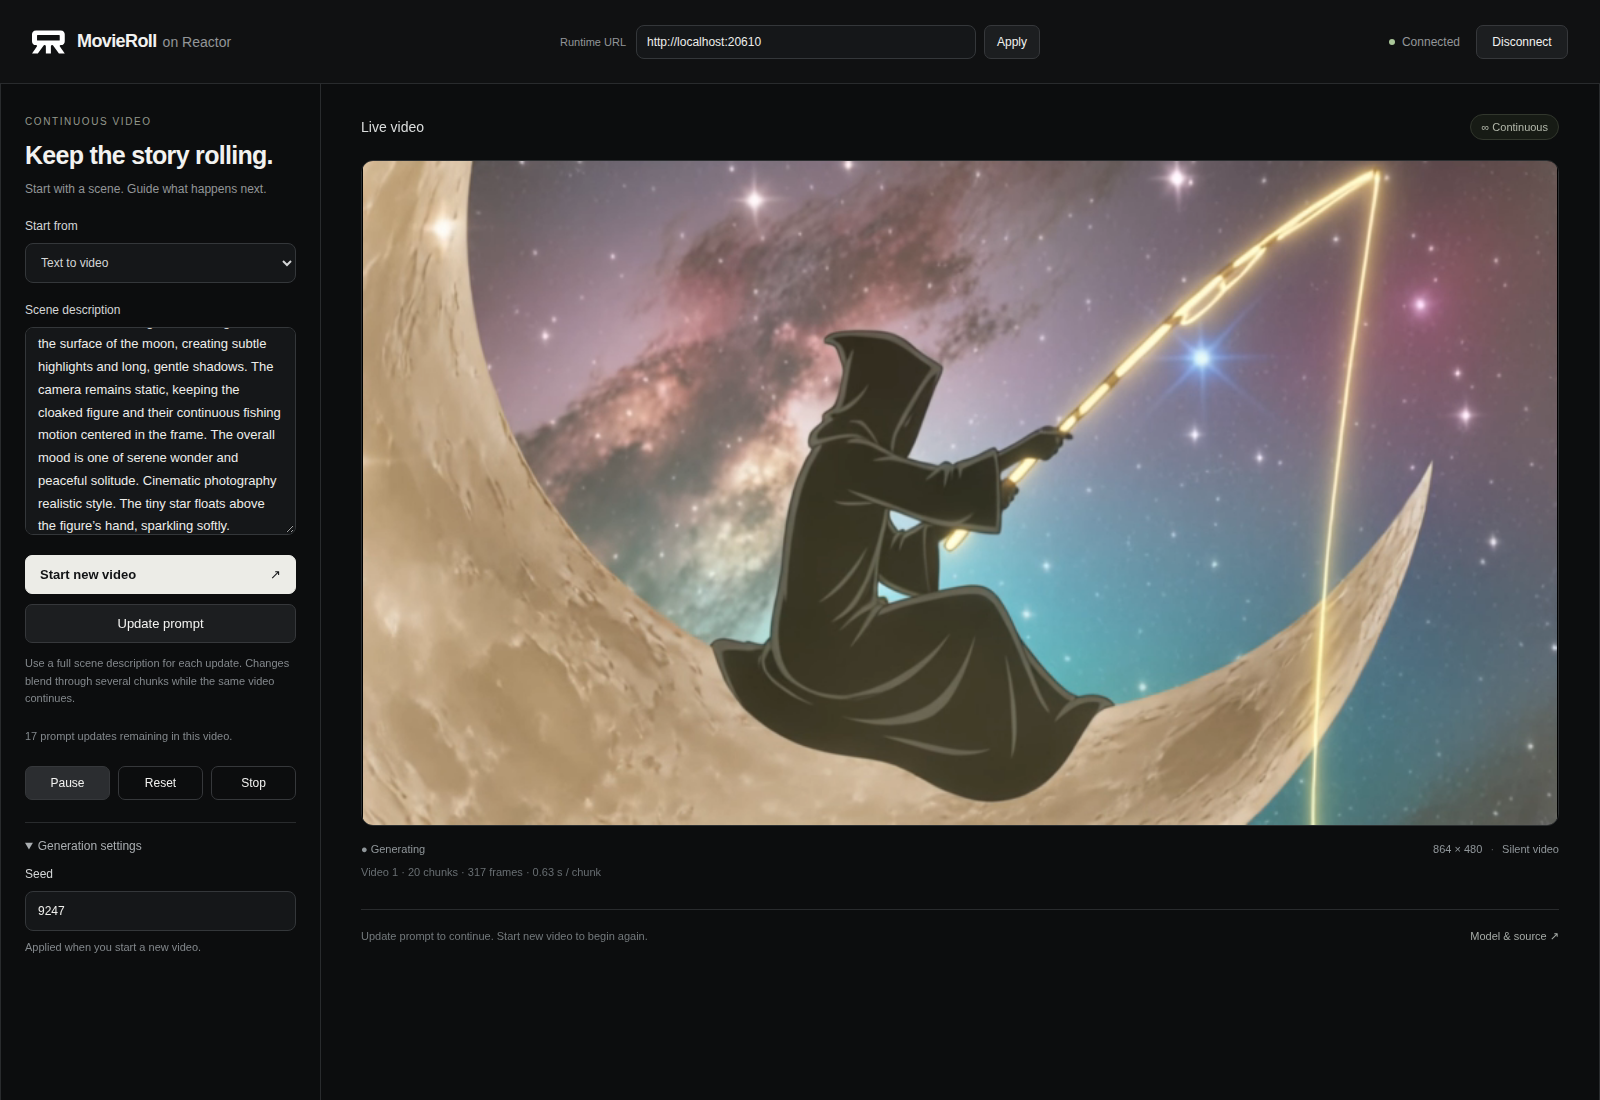 MovieRoll on Reactor
Runtime URL
http://localhost:20610
Apply
Connected
Disconnect
CONTINUOUS VIDEO
Keep the story rolling.
Start with a scene. Guide what happens next.
Start from
Text to video
Scene description
the surface of the moon, creating subtle
highlights and long, gentle shadows. The
camera remains static, keeping the
cloaked figure and their continuous fishing
motion centered in the frame. The overall
mood is one of serene wonder and
peaceful solitude. Cinematic photography
realistic style. The tiny star floats above
the figure's hand, sparkling softly.
Start new video ↗
Update prompt
Use a full scene description for each update. Changes
blend through several chunks while the same video
continues.
17 prompt updates remaining in this video.
Pause
Reset
Stop
▼ Generation settings
Seed
9247
Applied when you start a new video.
Live video
∞ Continuous
● Generating
864 × 480 · Silent video
Video 1 · 20 chunks · 317 frames · 0.63 s / chunk
Update prompt to continue. Start new video to begin again.
Model & source ↗